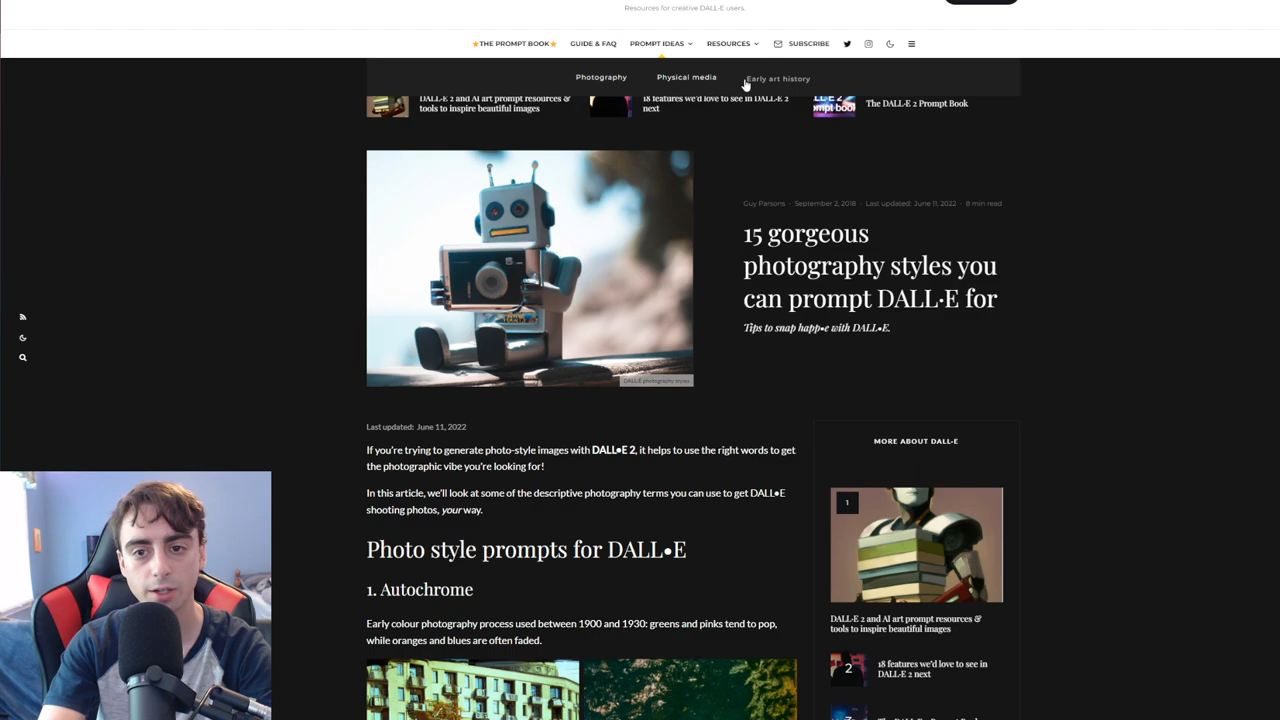 Resources for creative DALL-E users.
⭐THE PROMPT BOOK⭐ GUIDE & FAQ PROMPT IDEAS RESOURCES SUBSCRIBE
Photography Physical media Early art history
DALL-E 2 and AI art prompt resources &
tools to inspire beautiful images
18 features we'd love to see in DALL-E 2
next
The DALL-E 2 Prompt Book
Guy Parsons · September 2, 2018 · Last updated: June 11, 2022 · 8 min read
15 gorgeous
photography styles you
can prompt DALL·E for
Tips to snap happ•e with DALL•E.
DALL-E photography styles
Last updated: June 11, 2022
If you're trying to generate photo-style images with DALL•E 2, it helps to use the right words to get
the photographic vibe you're looking for!
In this article, we'll look at some of the descriptive photography terms you can use to get DALL•E
shooting photos, your way.
Photo style prompts for DALL•E
1. Autochrome
Early colour photography process used between 1900 and 1930: greens and pinks tend to pop,
while oranges and blues are often faded.
MORE ABOUT DALL-E
1
DALL·E 2 and AI art prompt resources &
tools to inspire beautiful images
2
18 features we'd love to see in
DALL·E 2 next